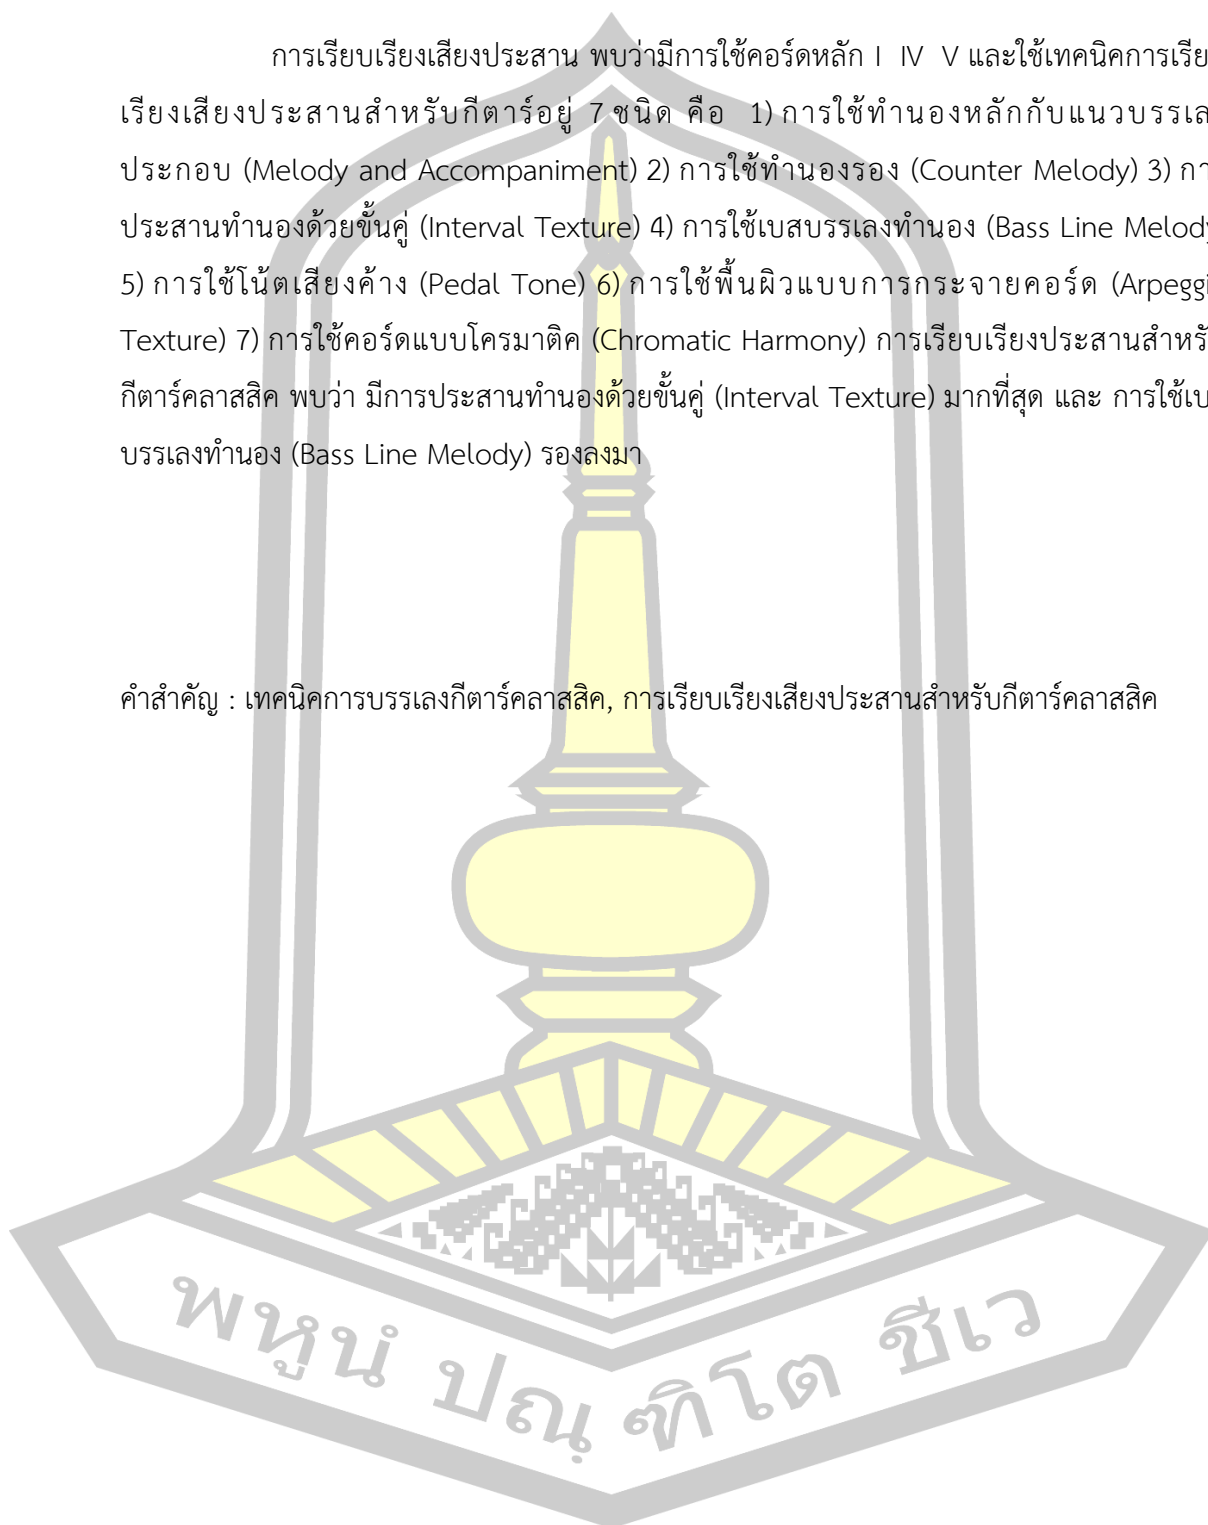 การเรียบเรียงเสียงประสาน พบว่ามีการใช้คอร์ดหลัก I IV V และใช้เทคนิคการเรีย
เรียงเสียงประสานสำหรับกีตาร์อยู่ 7 ชนิด คือ 1) การใช้ทำนองหลักกับแนวบรรเล
ประกอบ (Melody and Accompaniment) 2) การใช้ทำนองรอง (Counter Melody) 3) กา
ประสานทำนองด้วยขั้นคู่ (Interval Texture) 4) การใช้เบสบรรเลงทำนอง (Bass Line Melody
5) การใช้โน้ตเสียงค้าง (Pedal Tone) 6) การใช้พื้นผิวแบบการกระจายคอร์ด (Arpeggi
Texture) 7) การใช้คอร์ดแบบโครมาติค (Chromatic Harmony) การเรียบเรียงประสานสำหรั
กีตาร์คลาสสิค พบว่า มีการประสานทำนองด้วยขั้นคู่ (Interval Texture) มากที่สุด และ การใช้เบ
บรรเลงทำนอง (Bass Line Melody) รองลงมา
คำสำคัญ : เทคนิคการบรรเลงกีตาร์คลาสสิค, การเรียบเรียงเสียงประสานสำหรับกีตาร์คลาสสิค
พหูนํ ปณฺ ฑิโต ชีเว